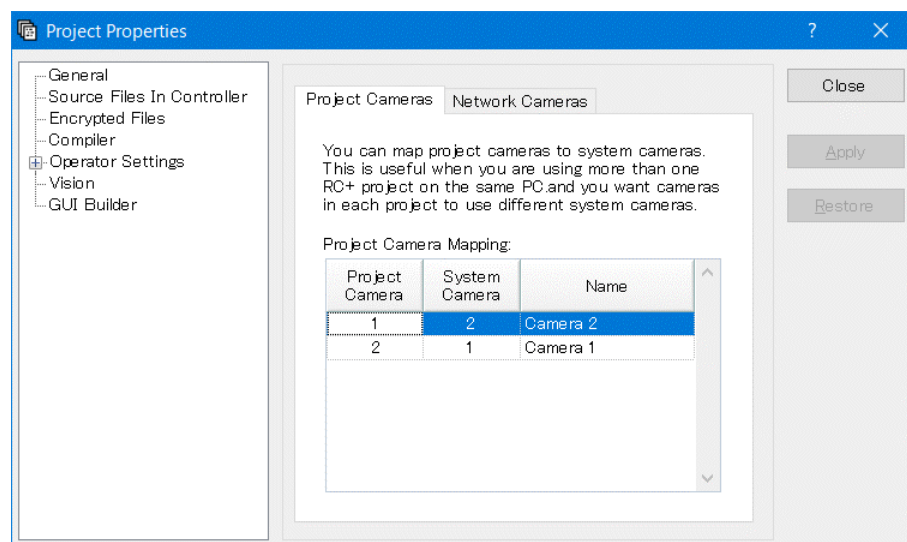 Project Properties
?
General
Source Files In Controller
Encrypted Files
Compiler
Operator Settings
Vision
GUI Builder
Project Cameras
Network Cameras
You can map project cameras to system cameras.
This is useful when you are using more than one
RC+ project on the same PC.and you want cameras
in each project to use different system cameras.
Project Camera Mapping:
Project Camera
System Camera
Name
1 2 Camera 2
2 1 Camera 1
Close
Apply
Restore